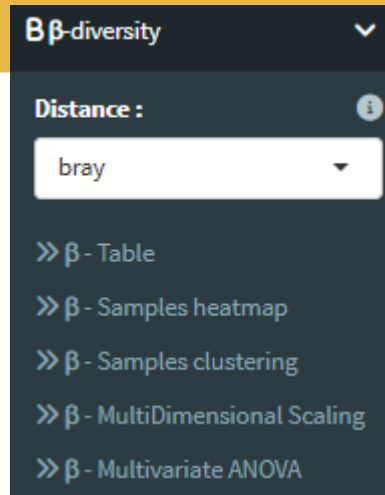 B β-diversity
Distance :
bray
β - Table
β - Samples heatmap
β - Samples clustering
β - MultiDimensional Scaling
β - Multivariate ANOVA